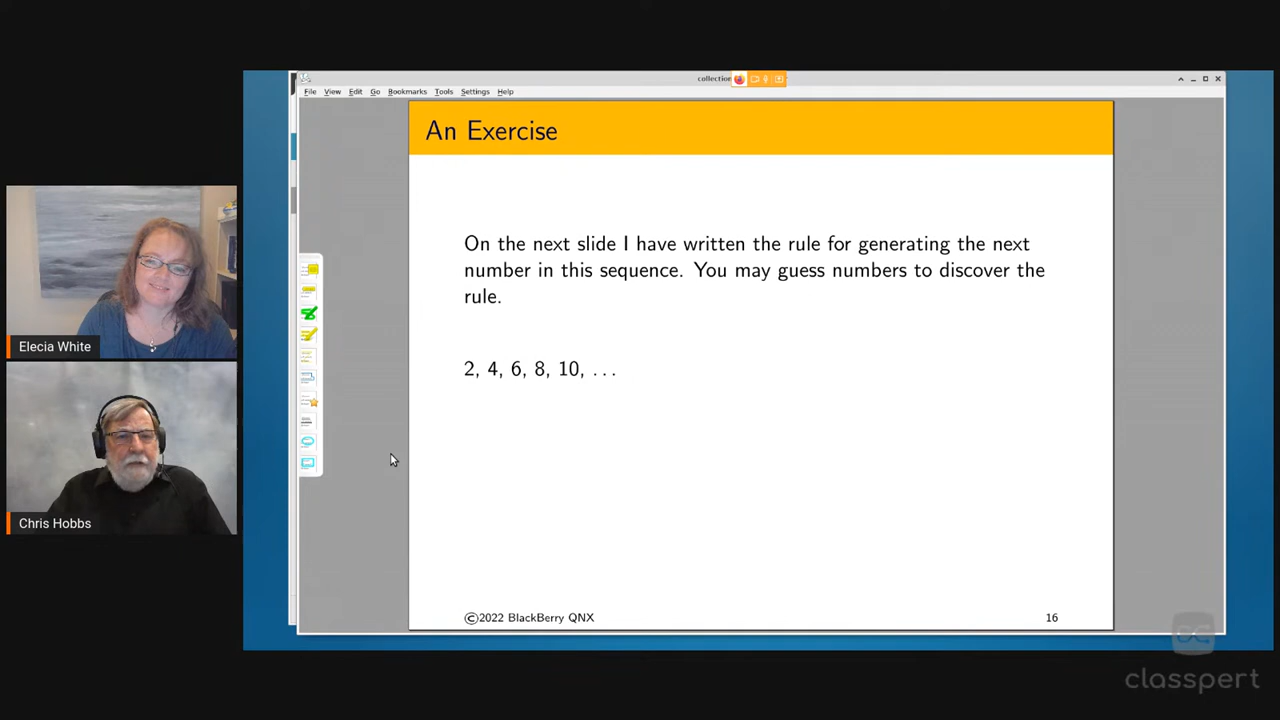 collection
File View Edit Go Bookmarks Tools Settings Help
An Exercise
On the next slide I have written the rule for generating the next
number in this sequence. You may guess numbers to discover the
rule.
2, 4, 6, 8, 10, . . .
©2022 BlackBerry QNX 16
Elecia White
Chris Hobbs
classpert